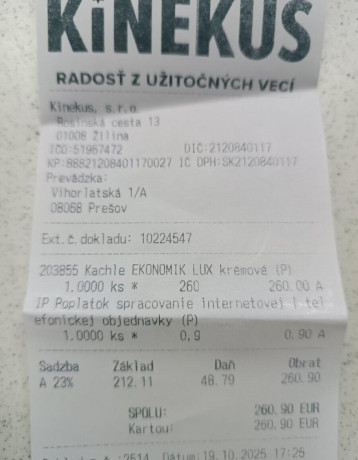 KiNEKUS
RADOSŤ Z UŽITOČNÝCH VECÍ
Kinekus, s.r.o.
Rosinská cesta 13
01008 Žilina
IČO:51967472 DIČ:2120840117
KP:88821208401170027 IČ DPH:SK2120840117
Prevádzka:
Vihorlatská 1/A
08068 Prešov
Ext.č.dokladu: 10224547
203855 Kachle EKONOMIK LUX krémové (P)
1,0000 ks * 260 260.00 A
IP Poplatok spracovanie internetovej i tel
efonickej objednávky (P)
1,0000 ks * 0,9 0.90 A
Sadzba Základ Daň Obrat
A 23% 212.11 48.79 260.90
SPOLU: 260.90 EUR
Kartou: 260.90 EUR
:2514 Dátum:19.10.2025 17:25